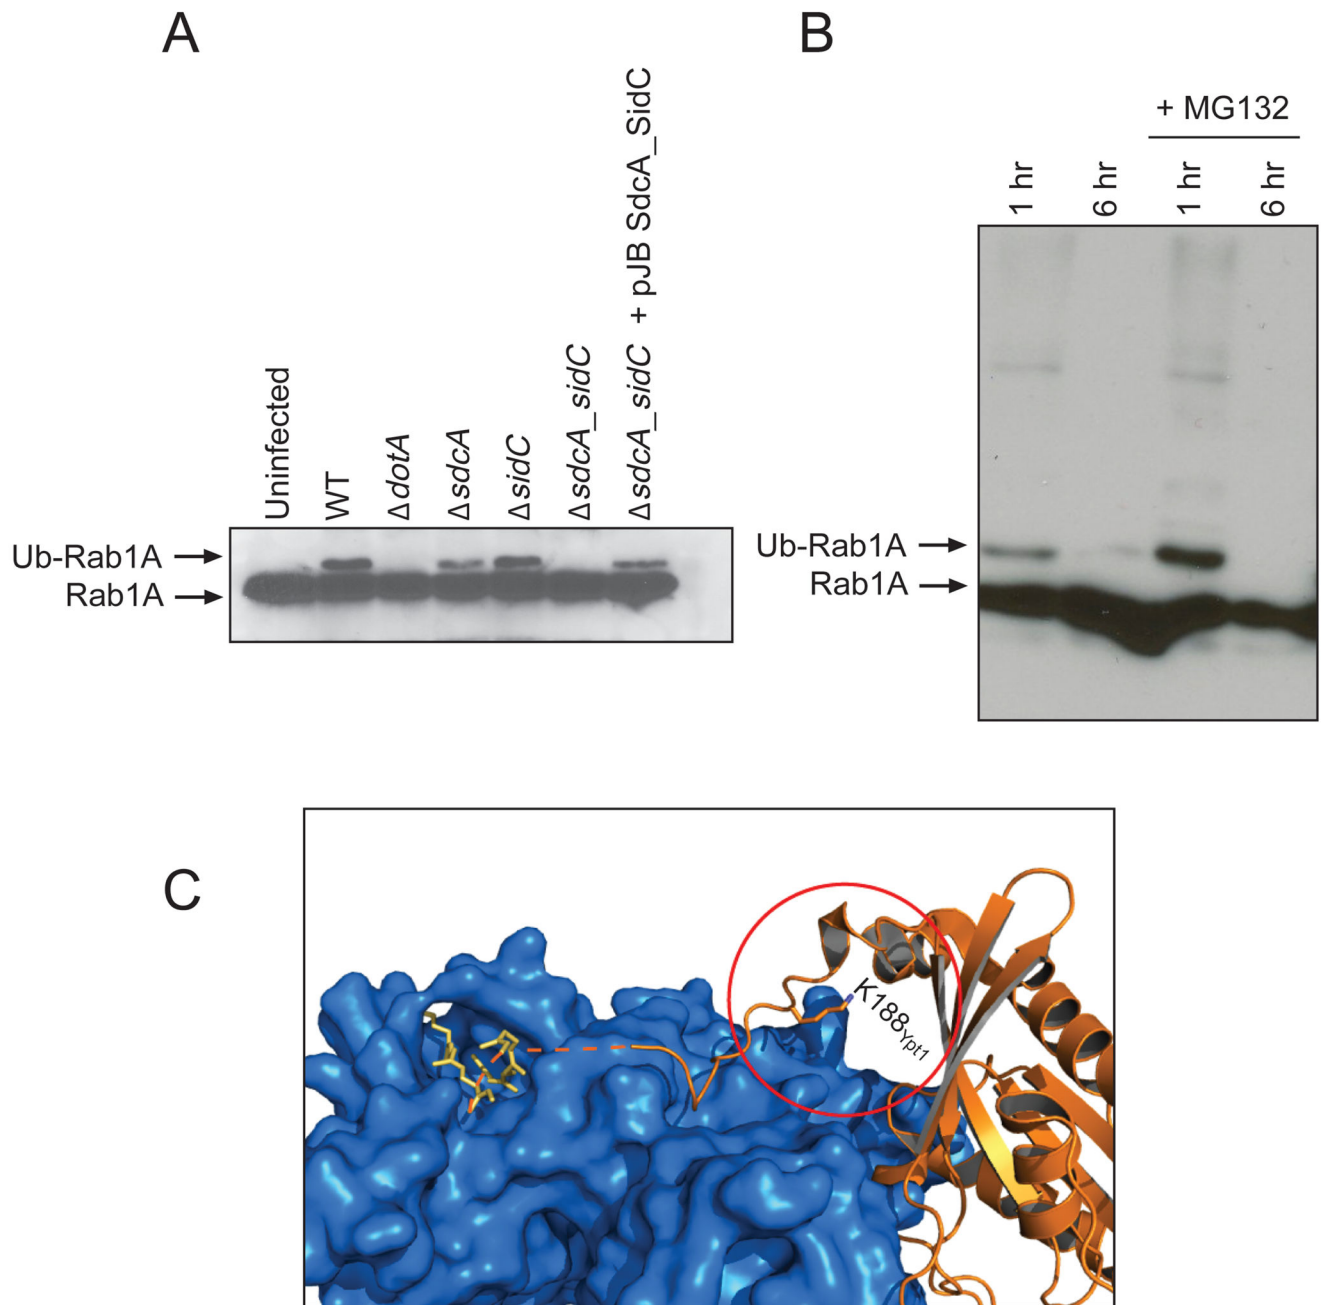 A
Uninfected
WT
ΔdotA
ΔsdcA
ΔsidC
ΔsdcA_sidC
ΔsdcA_sidC + pJB SdcA_SidC
Ub-Rab1A
Rab1A
B
+ MG132
1 hr
6 hr
1 hr
6 hr
Ub-Rab1A
Rab1A
C
K188Ypt1